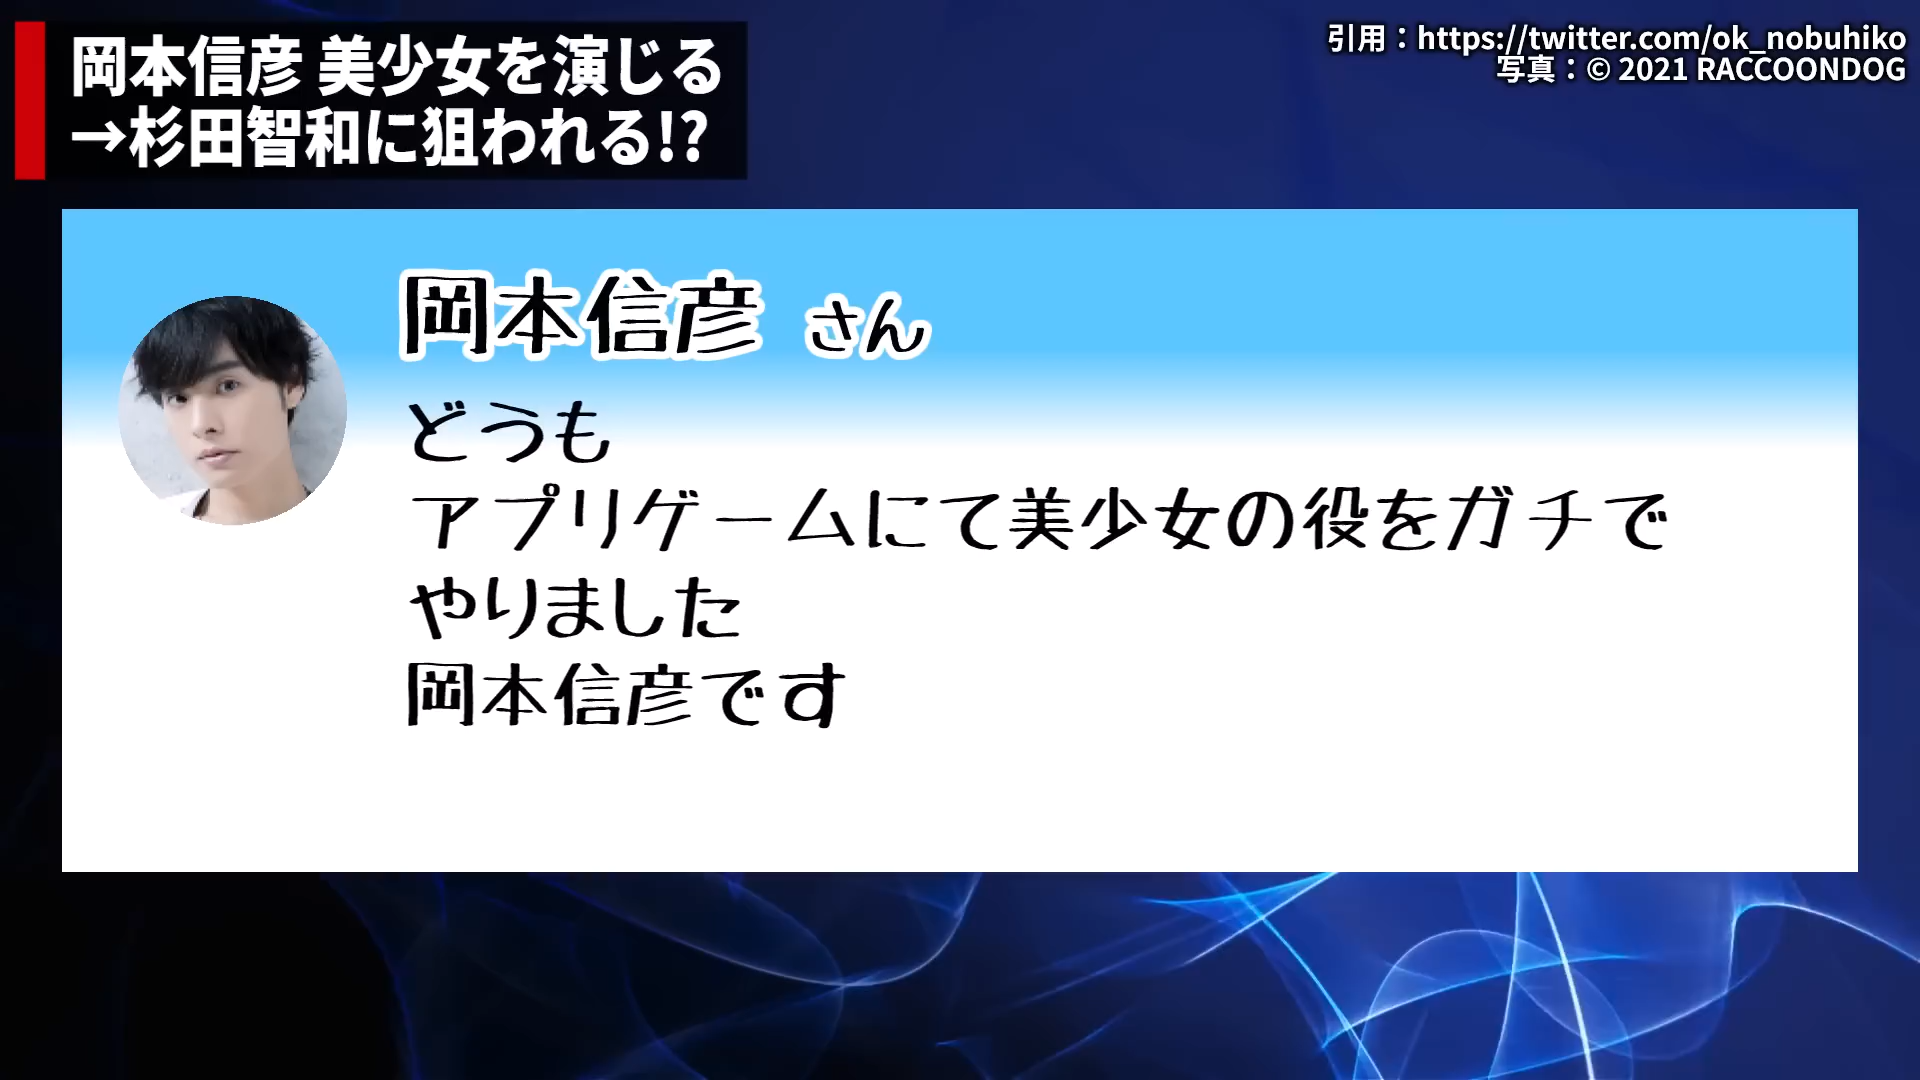 岡本信彦 美少女を演じる
→杉田智和に狙われる!?
引用：https://twitter.com/ok_nobuhiko
写真：© 2021 RACCOONDOG
岡本信彦 さん
どうも
アプリゲームにて美少女の役をガチで
やりました
岡本信彦です